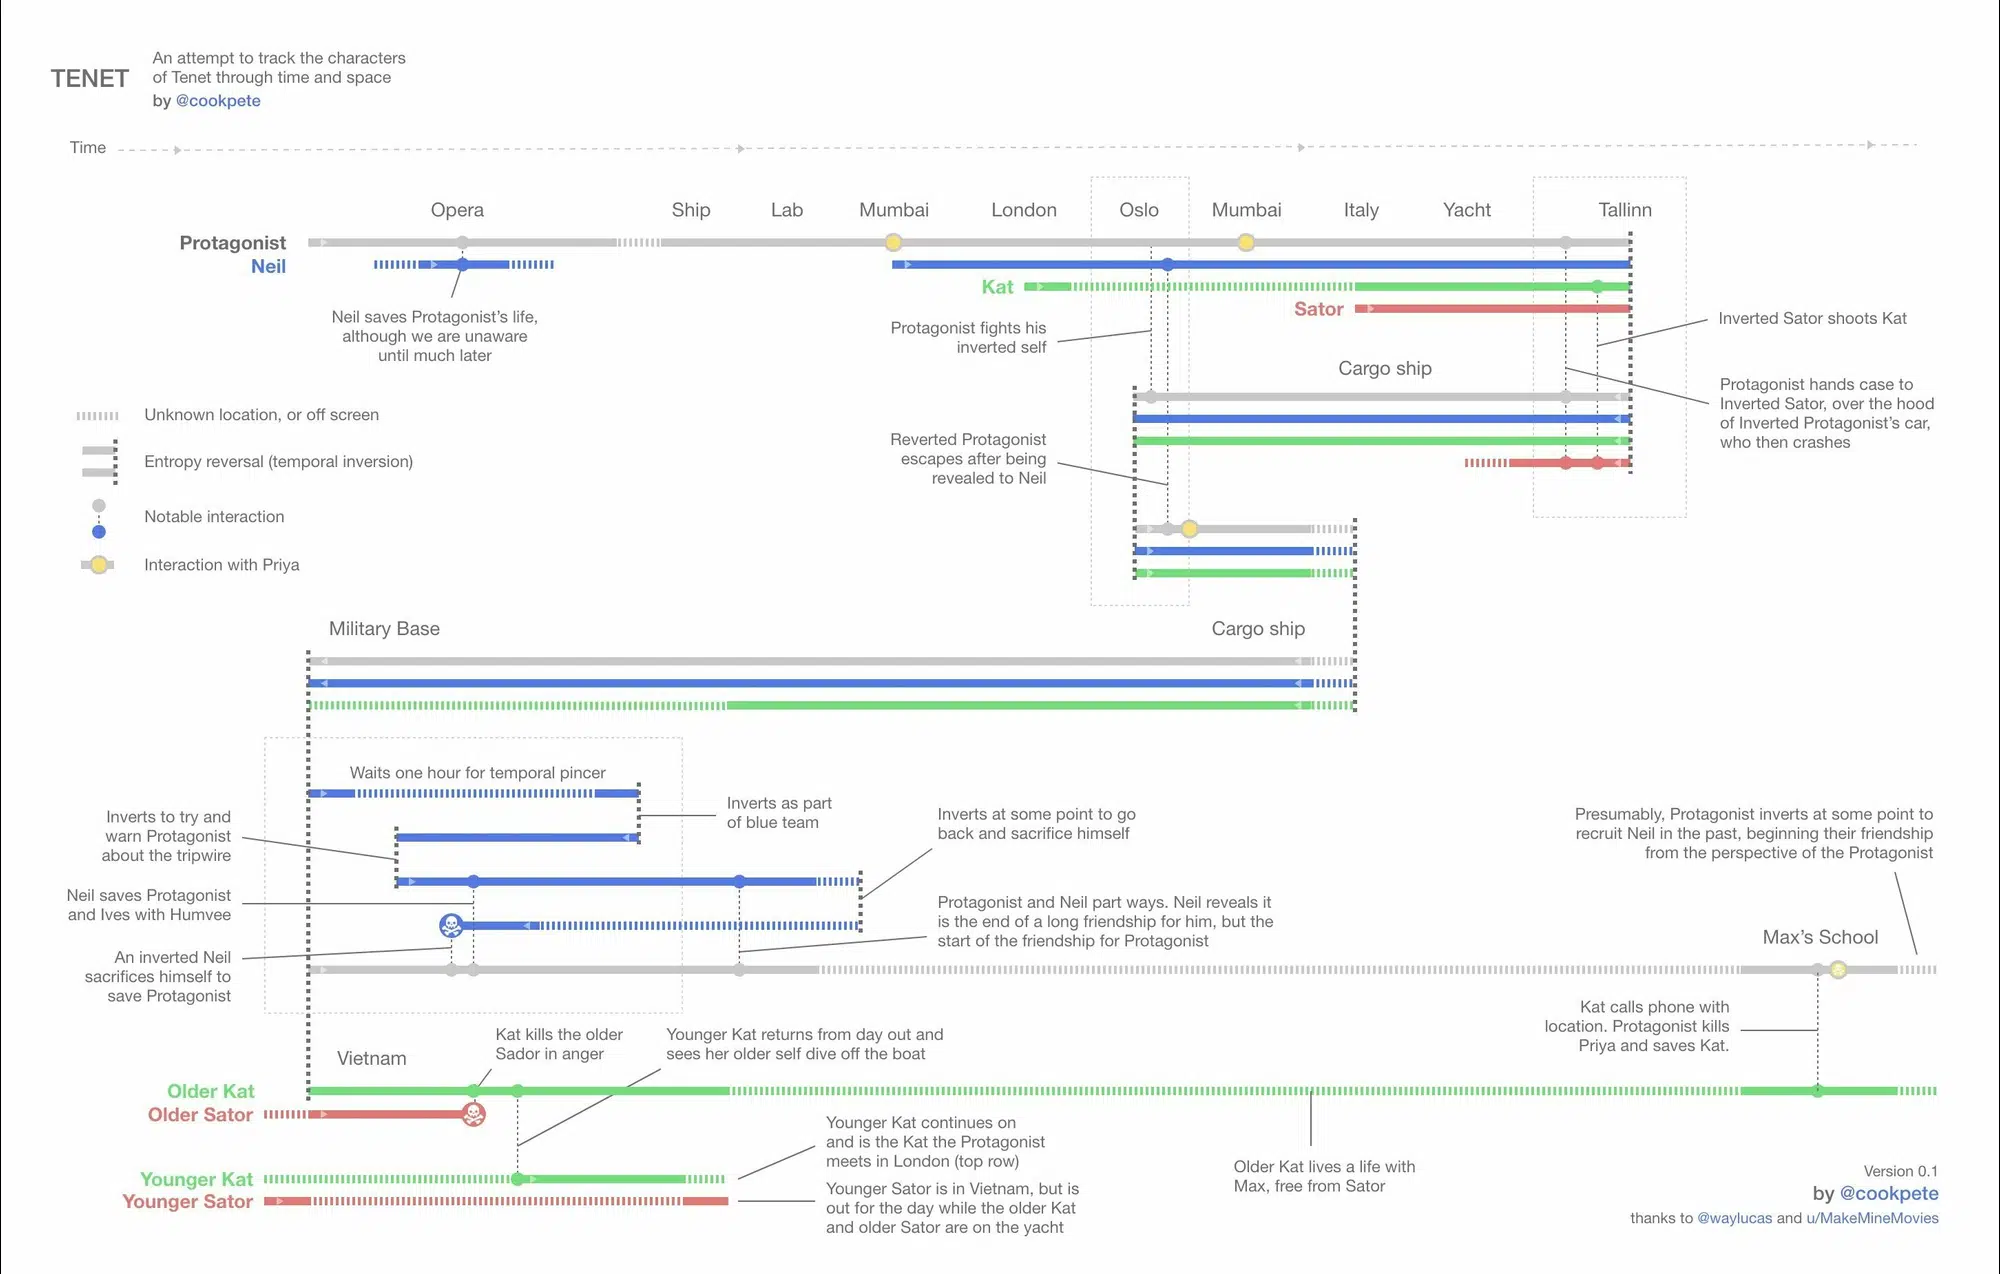 TENET
An attempt to track the characters
of Tenet through time and space
by @cookpete
Time
Opera
Ship
Lab
Mumbai
London
Oslo
Mumbai
Italy
Yacht
Tallinn
Protagonist
Neil
Kat
Sator
Neil saves Protagonist's life,
although we are unaware
until much later
Protagonist fights his
inverted self
Inverted Sator shoots Kat
Cargo ship
Protagonist hands case to
Inverted Sator, over the hood
of Inverted Protagonist's car,
who then crashes
Unknown location, or off screen
Entropy reversal (temporal inversion)
Notable interaction
Interaction with Priya
Reverted Protagonist
escapes after being
revealed to Neil
Military Base
Cargo ship
Waits one hour for temporal pincer
Inverts to try and
warn Protagonist
about the tripwire
Inverts as part
of blue team
Inverts at some point to go
back and sacrifice himself
Presumably, Protagonist inverts at some point to
recruit Neil in the past, beginning their friendship
from the perspective of the Protagonist
Neil saves Protagonist
and Ives with Humvee
Protagonist and Neil part ways. Neil reveals it
is the end of a long friendship for him, but the
start of the friendship for Protagonist
An inverted Neil
sacrifices himself to
save Protagonist
Max's School
Kat calls phone with
location. Protagonist kills
Priya and saves Kat.
Vietnam
Kat kills the older
Sador in anger
Younger Kat returns from day out and
sees her older self dive off the boat
Older Kat
Older Sator
Younger Kat
Younger Sator
Younger Kat continues on
and is the Kat the Protagonist
meets in London (top row)
Younger Sator is in Vietnam, but is
out for the day while the older Kat
and older Sator are on the yacht
Older Kat lives a life with
Max, free from Sator
Version 0.1
by @cookpete
thanks to @waylucas and u/MakeMineMovies